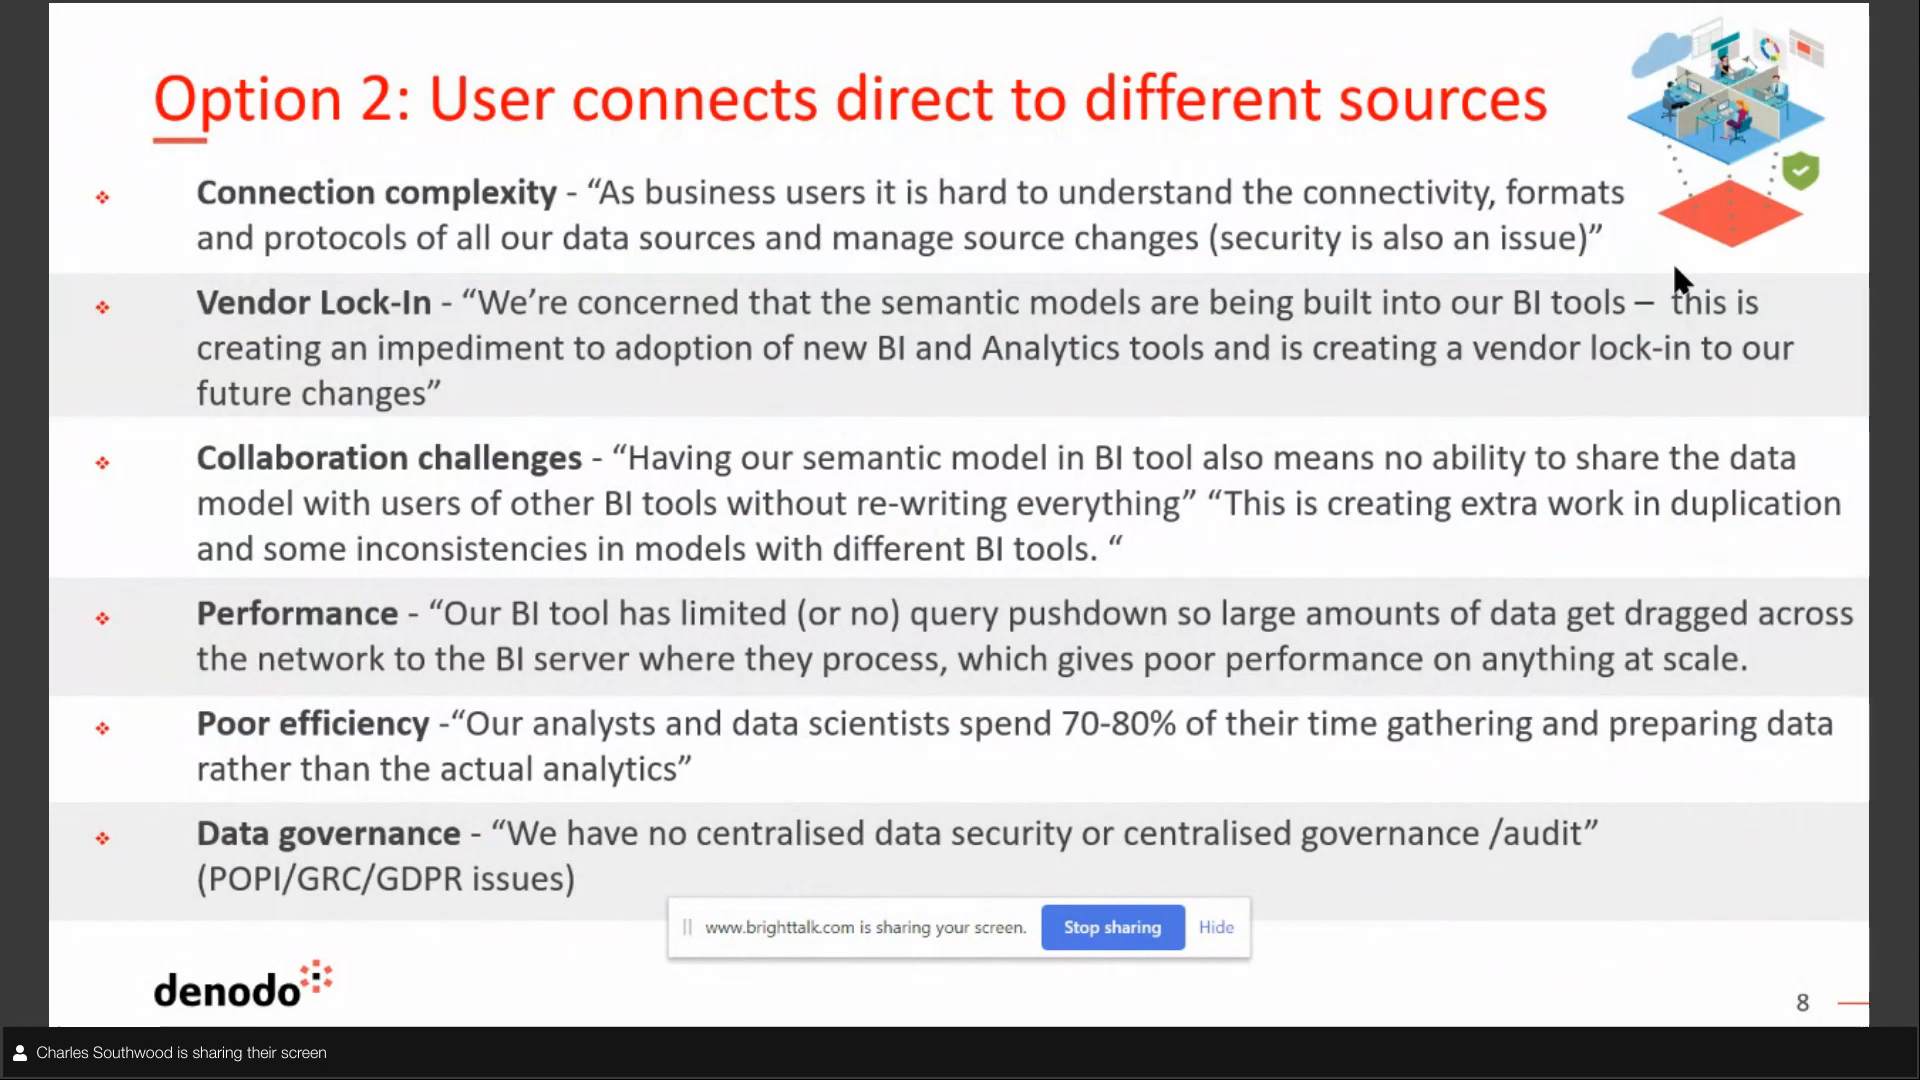 Option 2: User connects direct to different sources
Connection complexity - “As business users it is hard to understand the connectivity, formats
and protocols of all our data sources and manage source changes (security is also an issue)”
Vendor Lock-In - “We’re concerned that the semantic models are being built into our BI tools – this is
creating an impediment to adoption of new BI and Analytics tools and is creating a vendor lock-in to our
future changes”
Collaboration challenges - “Having our semantic model in BI tool also means no ability to share the data
model with users of other BI tools without re-writing everything” “This is creating extra work in duplication
and some inconsistencies in models with different BI tools. “
Performance - “Our BI tool has limited (or no) query pushdown so large amounts of data get dragged across
the network to the BI server where they process, which gives poor performance on anything at scale.
Poor efficiency -“Our analysts and data scientists spend 70-80% of their time gathering and preparing data
rather than the actual analytics”
Data governance - “We have no centralised data security or centralised governance /audit”
(POPI/GRC/GDPR issues)
www.brighttalk.com is sharing your screen. Stop sharing Hide
denodo
8
Charles Southwood is sharing their screen